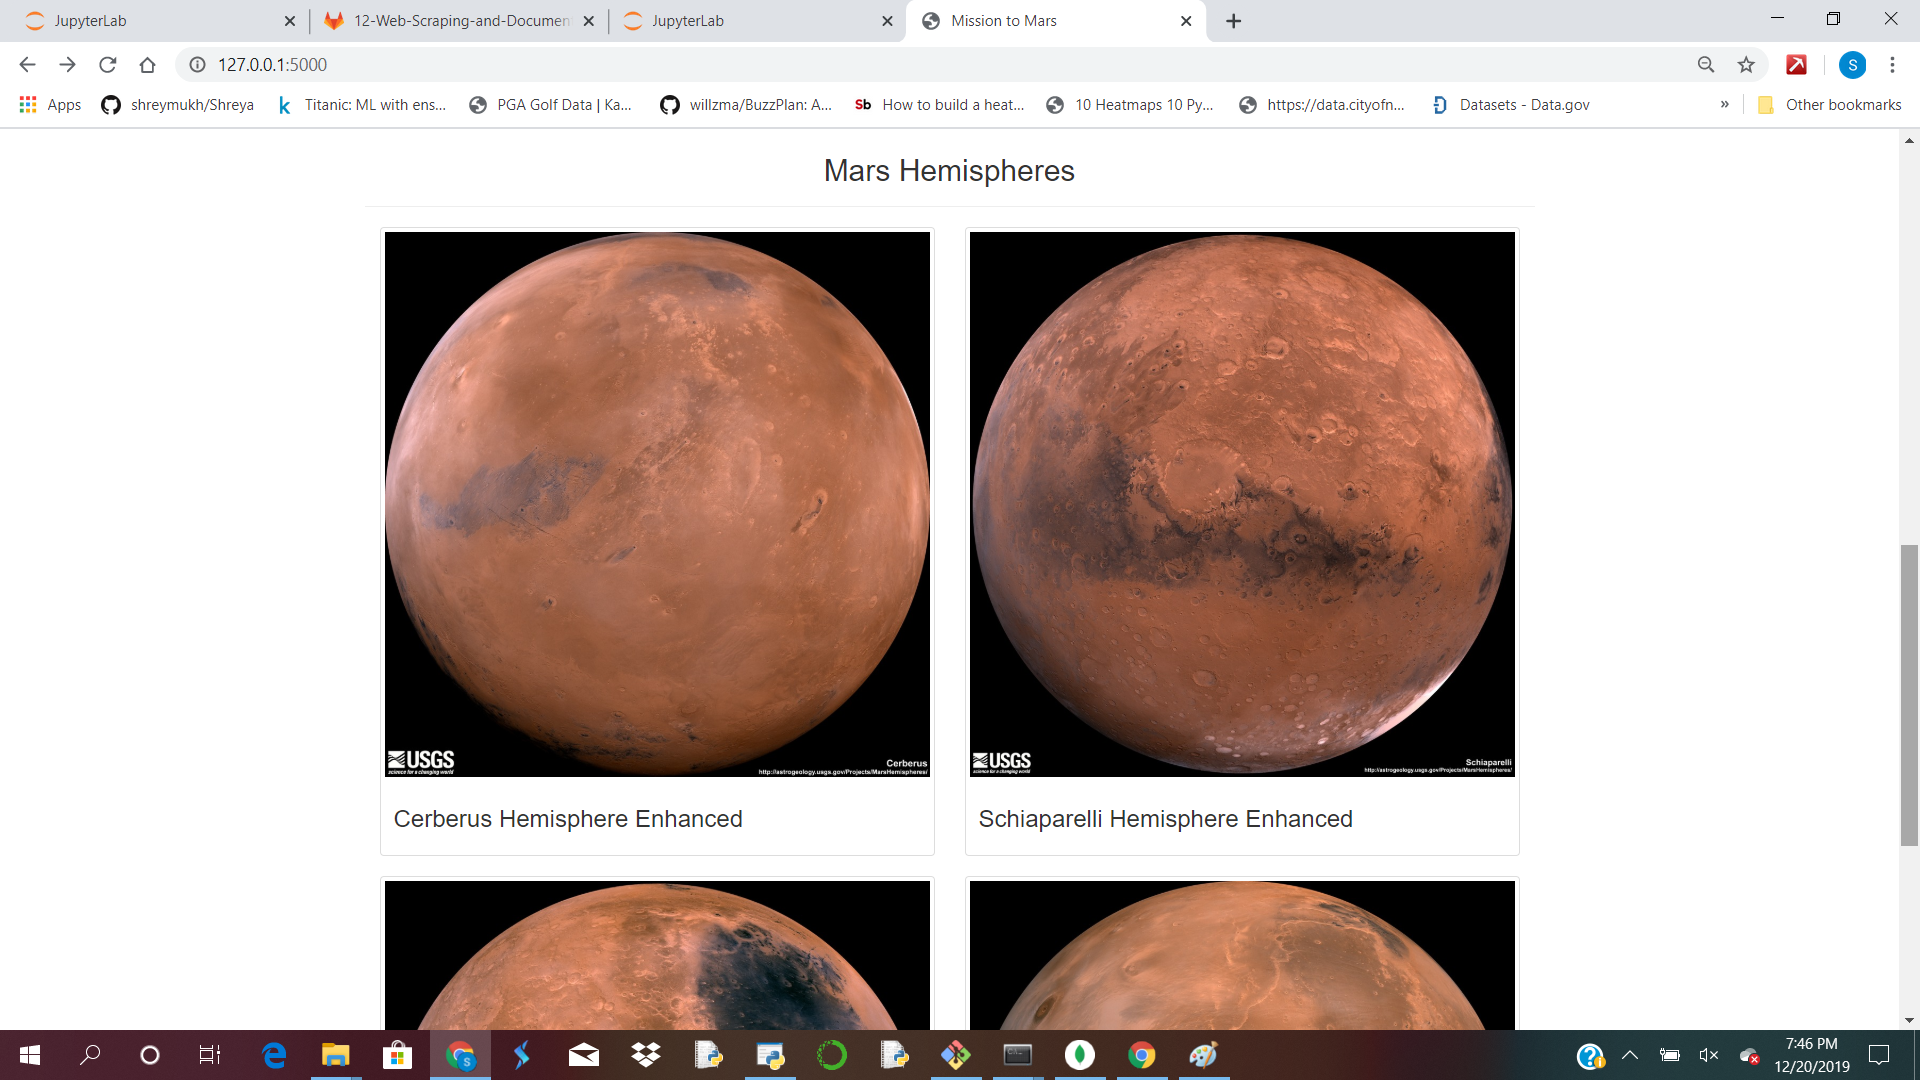 JupyterLab
12-Web-Scraping-and-Documen
JupyterLab
Mission to Mars
127.0.0.1:5000
S
Apps
shreymukh/Shreya
Titanic: ML with ens...
PGA Golf Data | Ka...
willzma/BuzzPlan: A...
Sb
How to build a heat...
10 Heatmaps 10 Py...
https://data.cityofn...
Datasets - Data.gov
»
Other bookmarks
Mars Hemispheres
USGS
science for a changing world
Cerberus
http://astrogeology.usgs.gov/Projects/MarsHemispheres/
USGS
science for a changing world
Schiaparelli
http://astrogeology.usgs.gov/Projects/MarsHemispheres/
Cerberus Hemisphere Enhanced
Schiaparelli Hemisphere Enhanced
7:46 PM
12/20/2019